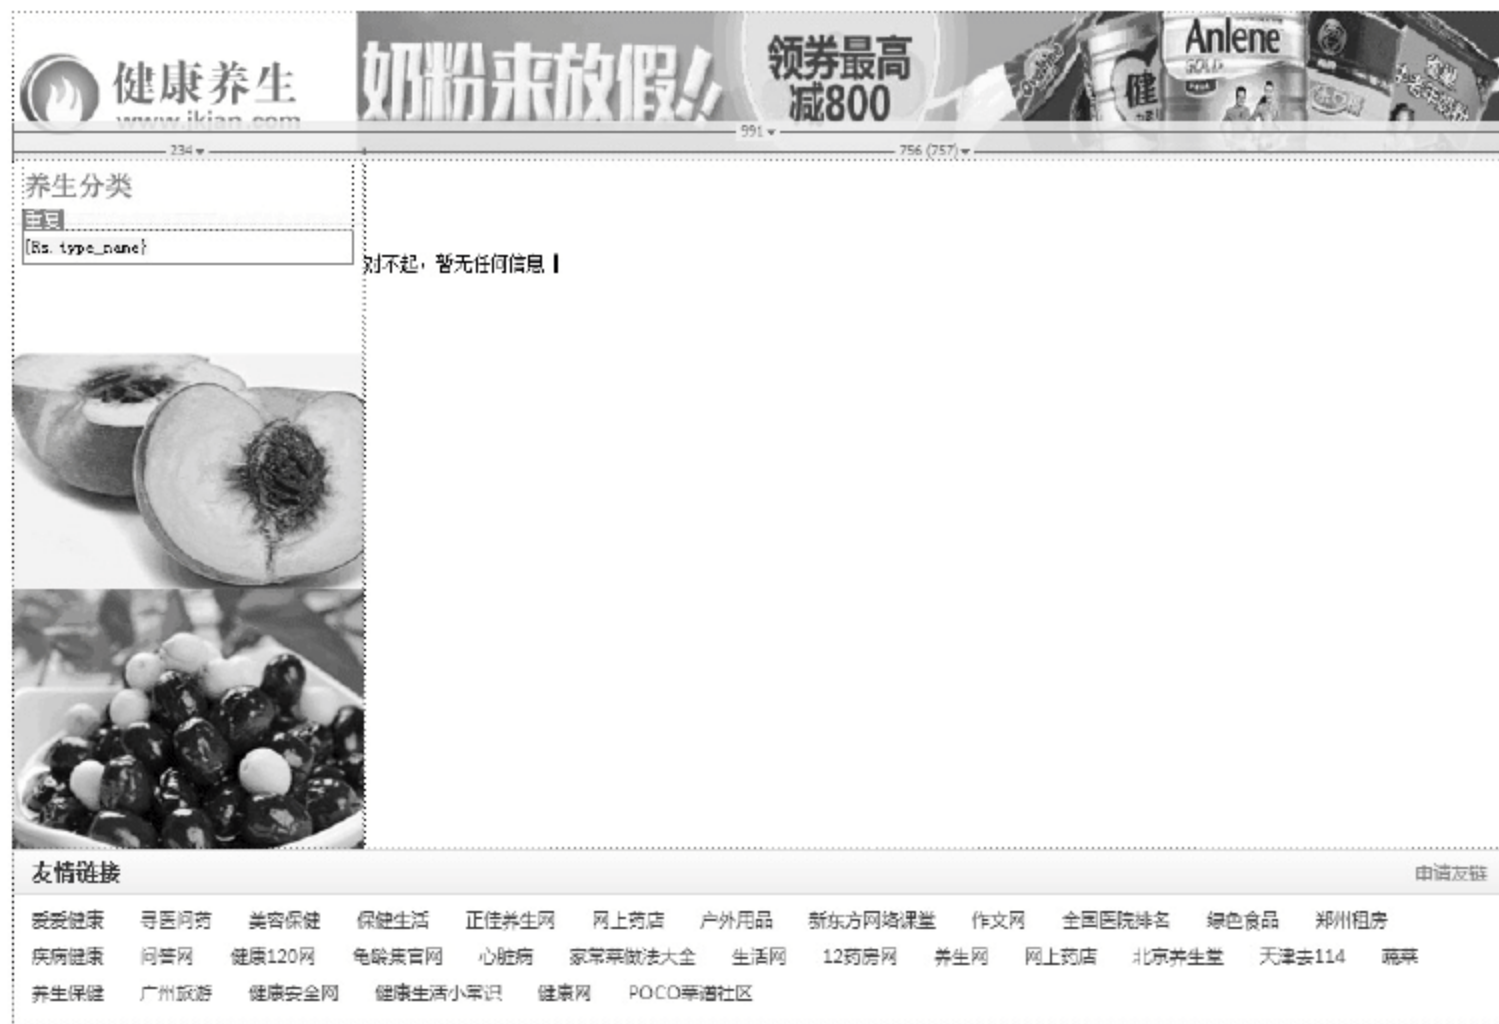 健康养生
www.jkjan.com
奶粉来放假!!
领券最高
减800
Anlene
GOLD
健
991
234
756 (757)
养生分类
重复
{Rs.type_name}
对不起，暂无任何信息！
友情链接 申请友链
爱爱健康 寻医问药 美容保健 保健生活 正佳养生网 网上药店 户外用品 新东方网络课堂 作文网 全国医院排名 绿色食品 郑州租房
疾病健康 问答网 健康120网 龟龄集官网 心脏病 家常菜做法大全 生活网 12药房网 养生网 网上药店 北京养生堂 天津去114 蔬菜
养生保健 广州旅游 健康安全网 健康生活小常识 健康网 POCO菜谱社区